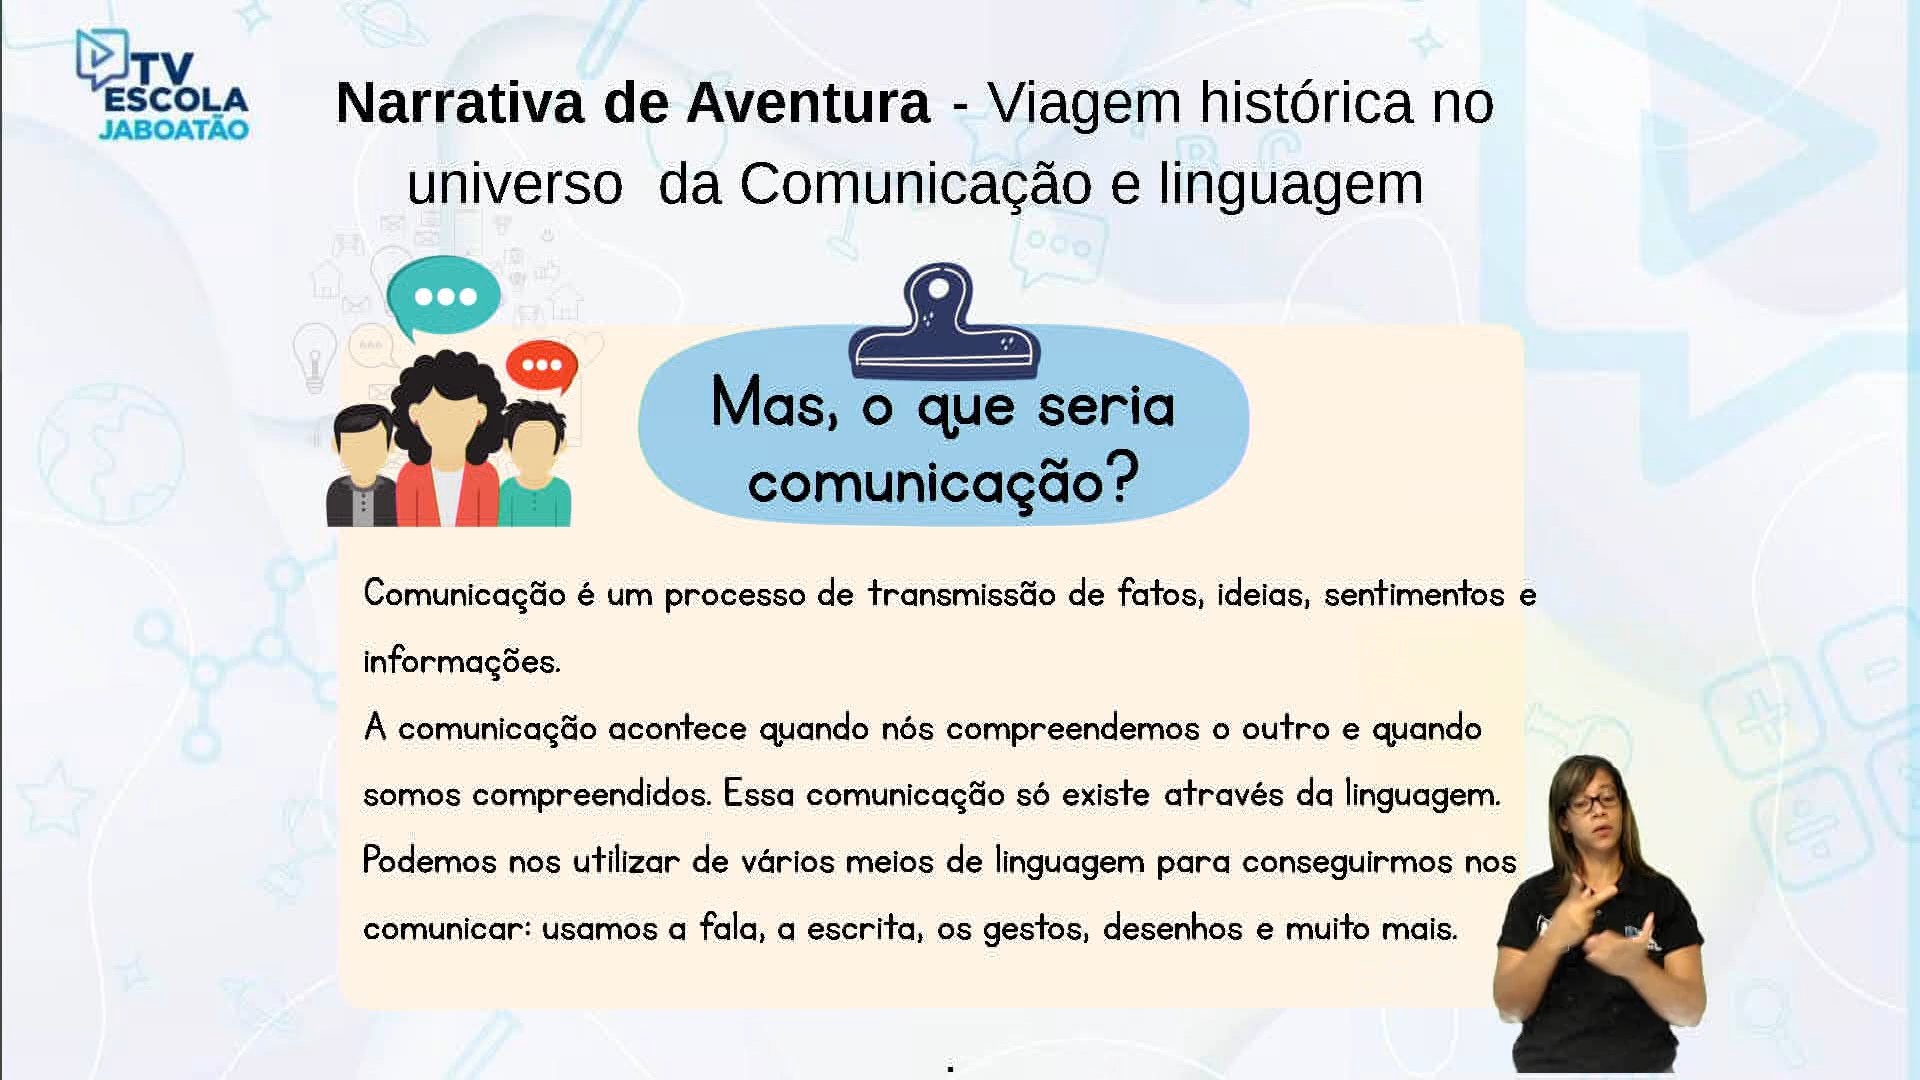 TV
ESCOLA
JABOATÃO
Narrativa de Aventura - Viagem histórica no
universo da Comunicação e linguagem
Mas, o que seria
comunicação?
Comunicação é um processo de transmissão de fatos, ideias, sentimentos e
informações.
A comunicação acontece quando nós compreendemos o outro e quando
somos compreendidos. Essa comunicação só existe através da linguagem.
Podemos nos utilizar de vários meios de linguagem para conseguirmos nos
comunicar: usamos a fala, a escrita, os gestos, desenhos e muito mais.
.